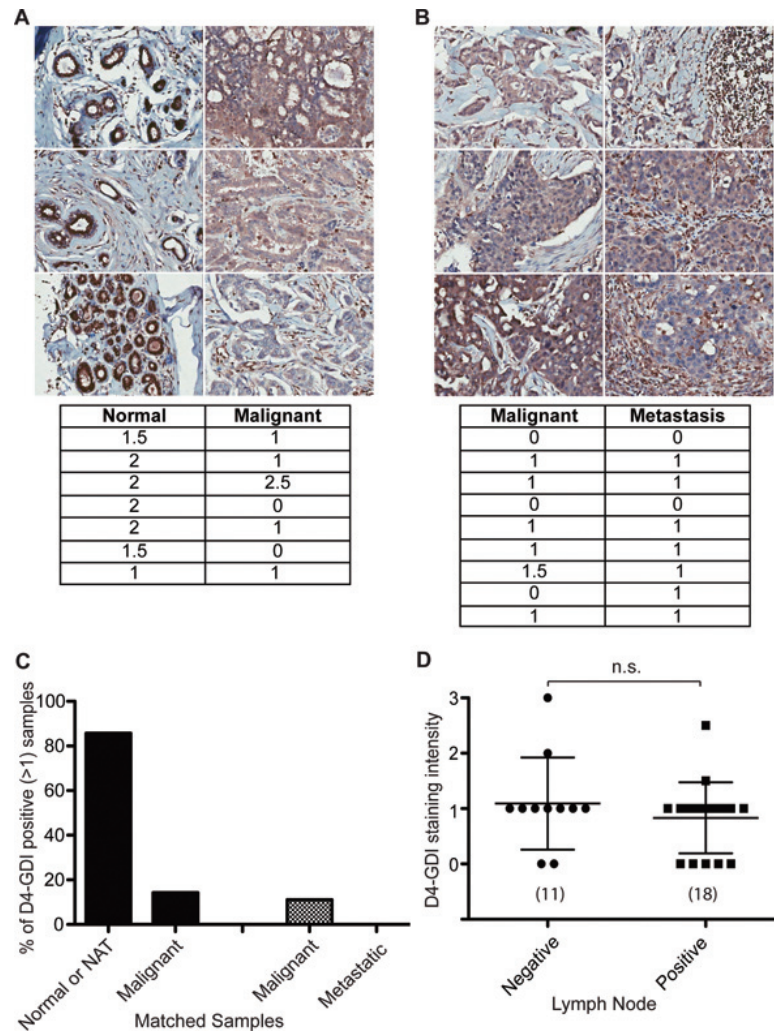 A
B
Normal Malignant
1.5 1
2 1
2 2.5
2 0
2 1
1.5 0
1 1
Malignant Metastasis
0 0
1 1
1 1
0 0
1 1
1 1
1.5 1
0 1
1 1
C
% of D4-GDI positive (>1) samples
100
80
60
40
20
0
Normal or NAT
Malignant
Malignant
Metastatic
Matched Samples
D
n.s.
D4-GDI staining intensity
3
2
1
0
(11)
(18)
Negative
Positive
Lymph Node